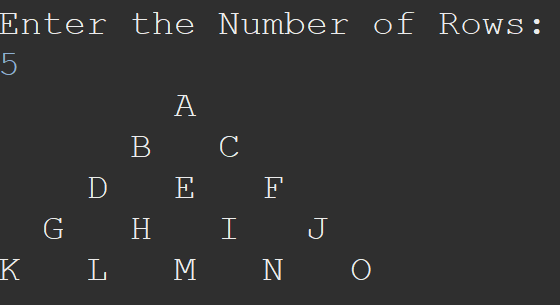 Enter the Number of Rows:
5
A
B C
D E F
G H I J
K L M N O